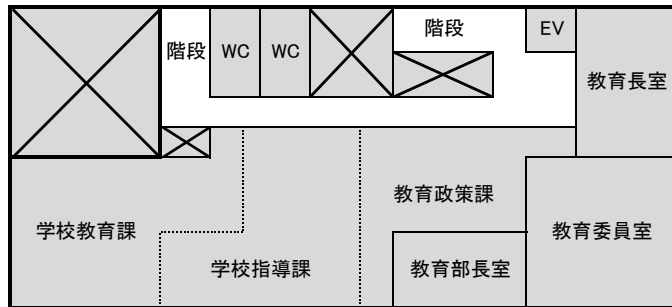 階段
WC
WC
階段
EV
教育長室
教育政策課
学校教育課
教育委員室
学校指導課
教育部長室